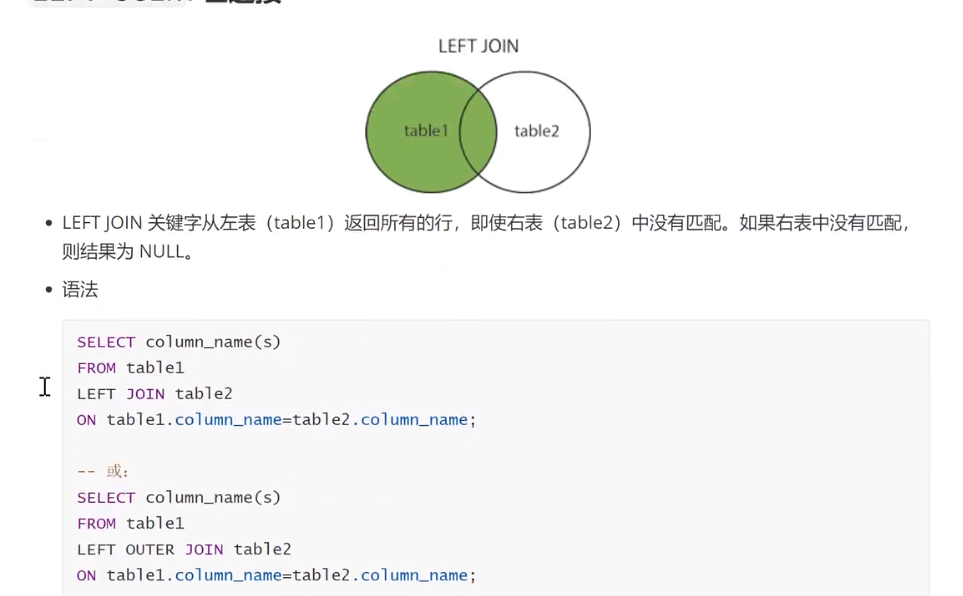 LEFT JOIN
table1
table2
LEFT JOIN 关键字从左表（table1）返回所有的行，即使右表（table2）中没有匹配。如果右表中没有匹配，
则结果为 NULL。
语法
SELECT column_name(s)
FROM table1
LEFT JOIN table2
ON table1.column_name=table2.column_name;
-- 或:
SELECT column_name(s)
FROM table1
LEFT OUTER JOIN table2
ON table1.column_name=table2.column_name;